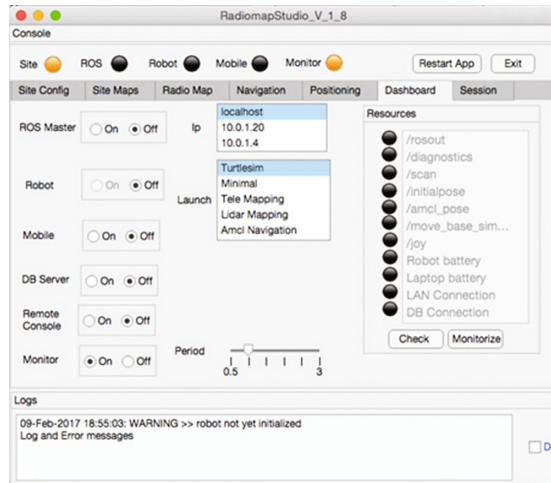 RadiomapStudio_V_1_8
Console
Site ROS Robot Mobile Monitor Restart App Exit
Site Config Site Maps Radio Map Navigation Positioning Dashboard Session
ROS Master On Off Ip
localhost
10.0.1.20
10.0.1.4
Robot On Off Launch
Turtlesim
Minimal
Tele Mapping
Lidar Mapping
Amcl Navigation
Mobile On Off
DB Server On Off
Remote
Console On Off
Monitor On Off
Period
0.5 3
Resources
/rosout
/diagnostics
/scan
/initialpose
/amcl_pose
/move_base_sim...
/joy
Robot battery
Laptop battery
LAN Connection
DB Connection
Check Monitorize
Logs
09-Feb-2017 18:55:03: WARNING >> robot not yet initialized
Log and Error messages
D